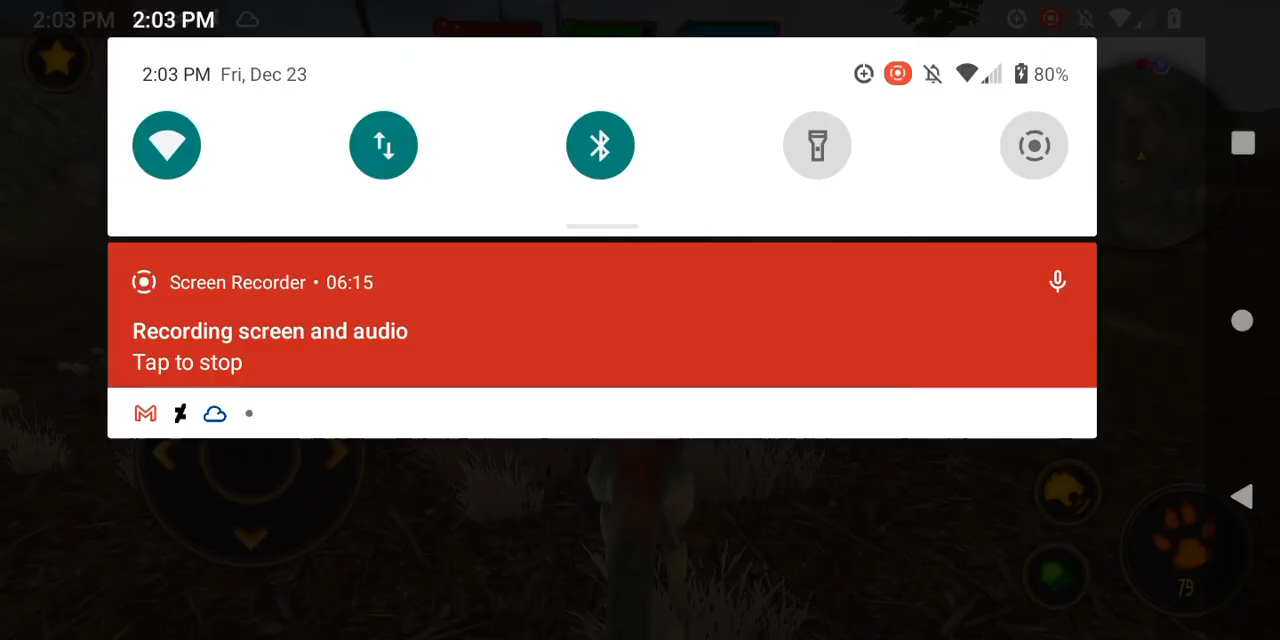 2:03 PM 2:03 PM
2:03 PM Fri, Dec 23 80%
Screen Recorder • 06:15
Recording screen and audio
Tap to stop
79